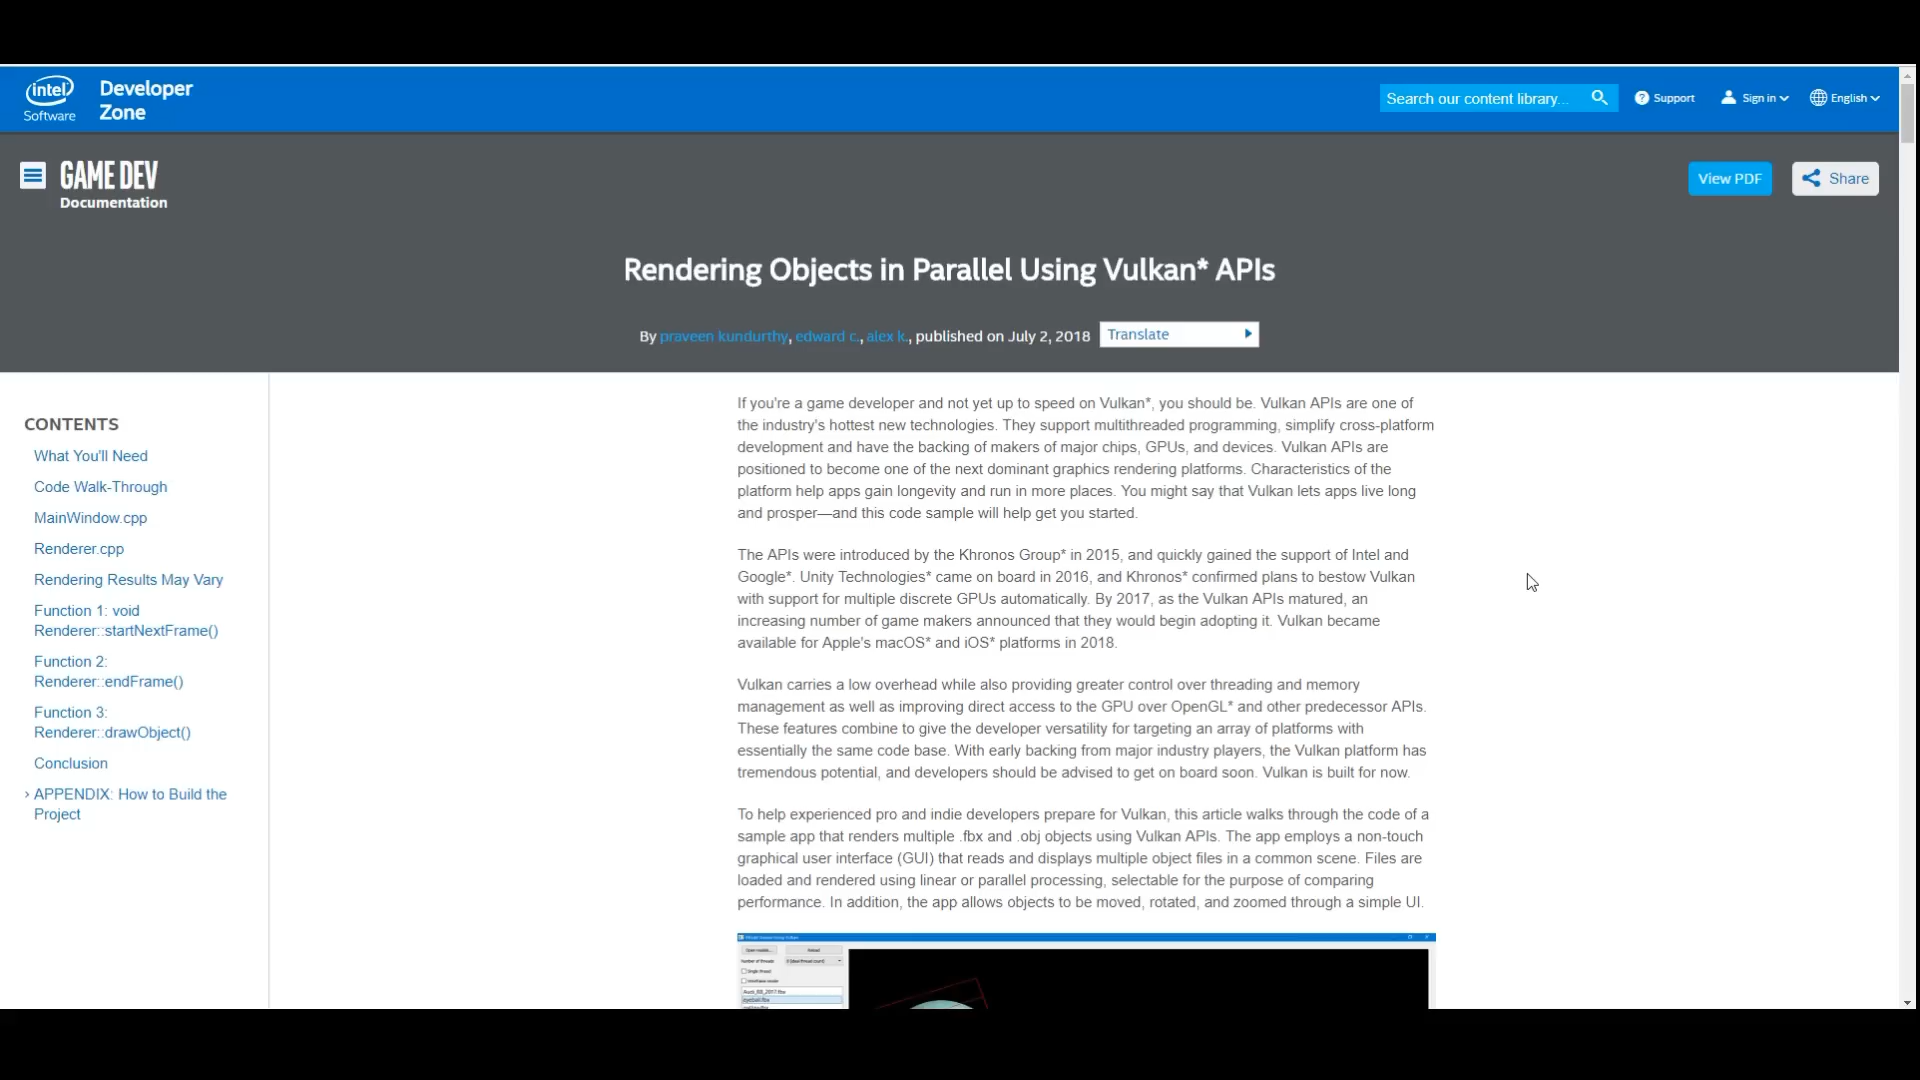 intel
Software
Developer
Zone
Search our content library...
Support
Sign in
English
GAME DEV
Documentation
View PDF
Share
Rendering Objects in Parallel Using Vulkan* APIs
By praveen kundurthy, edward c., alex k., published on July 2, 2018
Translate
CONTENTS
What You'll Need
Code Walk-Through
MainWindow.cpp
Renderer.cpp
Rendering Results May Vary
Function 1: void
Renderer::startNextFrame()
Function 2:
Renderer::endFrame()
Function 3:
Renderer::drawObject()
Conclusion
APPENDIX: How to Build the
Project
If you're a game developer and not yet up to speed on Vulkan*, you should be. Vulkan APIs are one of
the industry's hottest new technologies. They support multithreaded programming, simplify cross-platform
development and have the backing of makers of major chips, GPUs, and devices. Vulkan APIs are
positioned to become one of the next dominant graphics rendering platforms. Characteristics of the
platform help apps gain longevity and run in more places. You might say that Vulkan lets apps live long
and prosper—and this code sample will help get you started.
The APIs were introduced by the Khronos Group* in 2015, and quickly gained the support of Intel and
Google*. Unity Technologies* came on board in 2016, and Khronos* confirmed plans to bestow Vulkan
with support for multiple discrete GPUs automatically. By 2017, as the Vulkan APIs matured, an
increasing number of game makers announced that they would begin adopting it. Vulkan became
available for Apple's macOS* and iOS* platforms in 2018.
Vulkan carries a low overhead while also providing greater control over threading and memory
management as well as improving direct access to the GPU over OpenGL* and other predecessor APIs.
These features combine to give the developer versatility for targeting an array of platforms with
essentially the same code base. With early backing from major industry players, the Vulkan platform has
tremendous potential, and developers should be advised to get on board soon. Vulkan is built for now.
To help experienced pro and indie developers prepare for Vulkan, this article walks through the code of a
sample app that renders multiple .fbx and .obj objects using Vulkan APIs. The app employs a non-touch
graphical user interface (GUI) that reads and displays multiple object files in a common scene. Files are
loaded and rendered using linear or parallel processing, selectable for the purpose of comparing
performance. In addition, the app allows objects to be moved, rotated, and zoomed through a simple UI.
Number of threads
Single thread
Wireframe mode